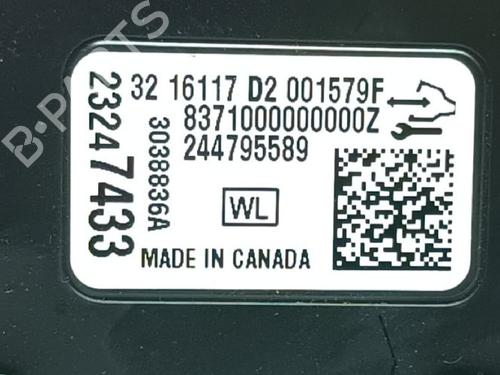 32 16117 D2 001579F
8371000000000Z
244795589
23247433
3038836A
WL
MADE IN CANADA
B-PARTS